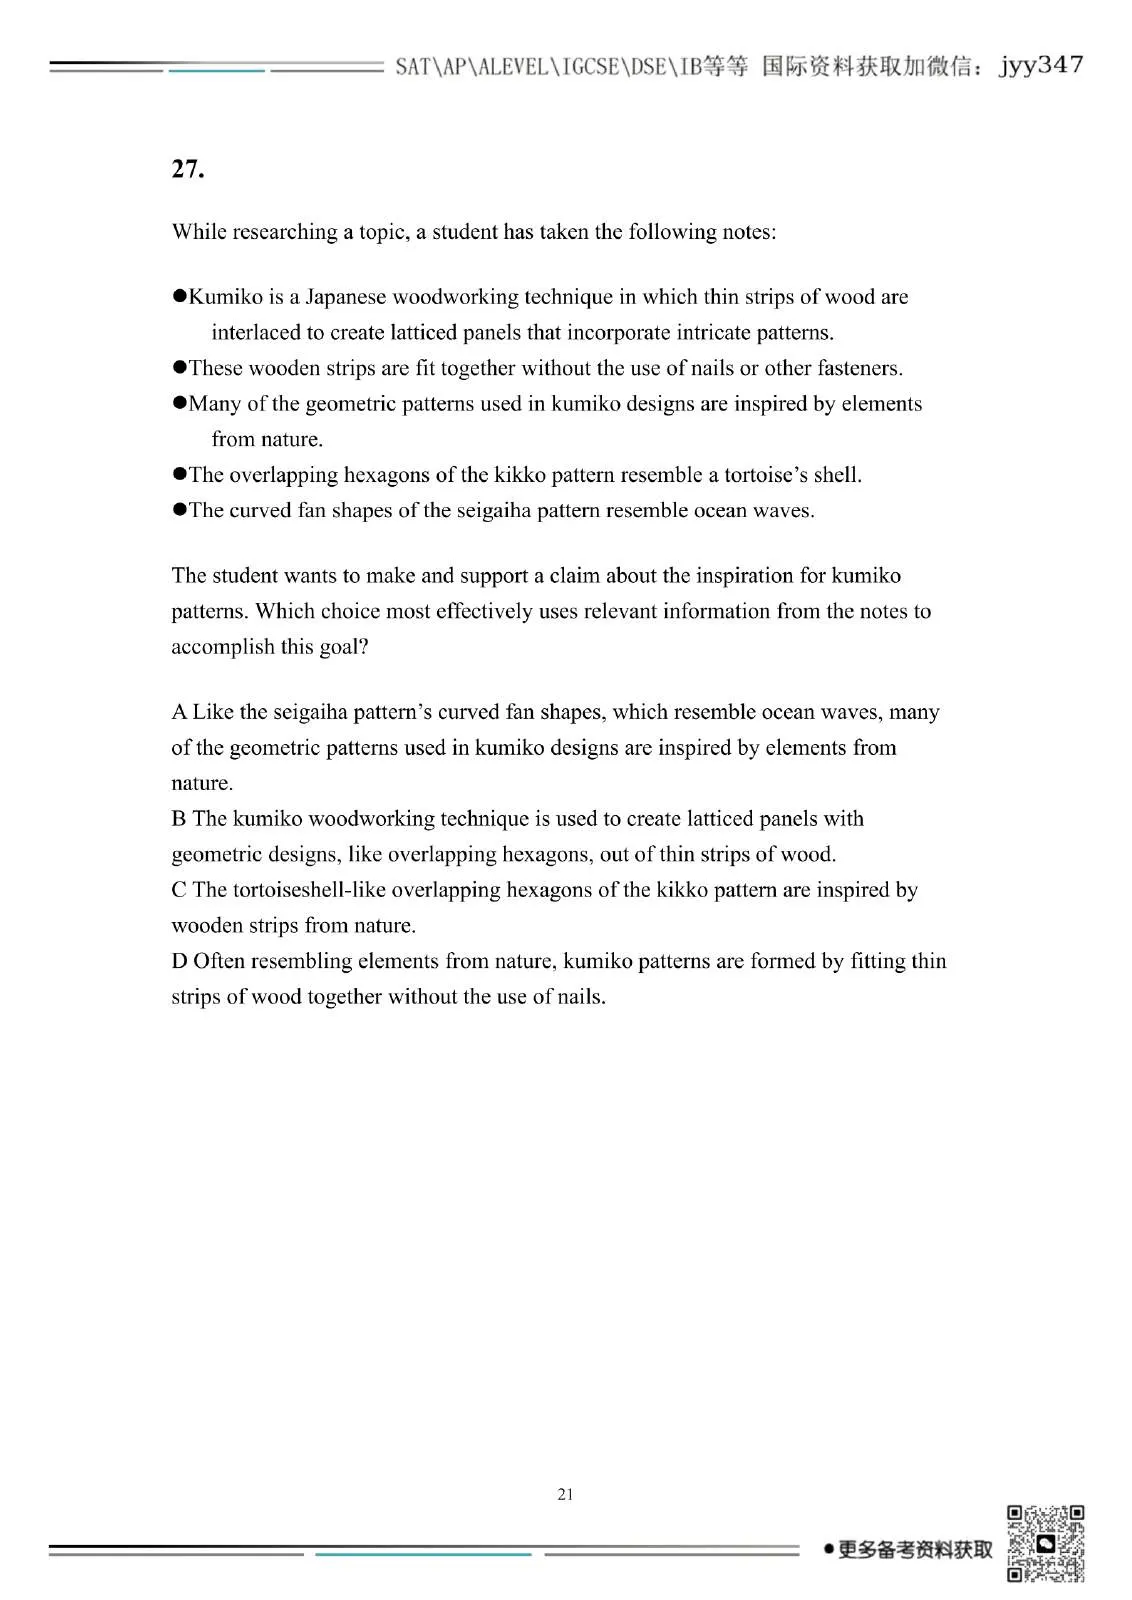 SAT\AP\ALEVEL\IGCSE\DSE\IB等等 国际资料获取加微信: jyy347
27.
While researching a topic, a student has taken the following notes:
●Kumiko is a Japanese woodworking technique in which thin strips of wood are
interlaced to create latticed panels that incorporate intricate patterns.
●These wooden strips are fit together without the use of nails or other fasteners.
●Many of the geometric patterns used in kumiko designs are inspired by elements
from nature.
●The overlapping hexagons of the kikko pattern resemble a tortoise’s shell.
●The curved fan shapes of the seigaiha pattern resemble ocean waves.
The student wants to make and support a claim about the inspiration for kumiko
patterns. Which choice most effectively uses relevant information from the notes to
accomplish this goal?
A Like the seigaiha pattern’s curved fan shapes, which resemble ocean waves, many
of the geometric patterns used in kumiko designs are inspired by elements from
nature.
B The kumiko woodworking technique is used to create latticed panels with
geometric designs, like overlapping hexagons, out of thin strips of wood.
C The tortoiseshell-like overlapping hexagons of the kikko pattern are inspired by
wooden strips from nature.
D Often resembling elements from nature, kumiko patterns are formed by fitting thin
strips of wood together without the use of nails.
21
●更多备考资料获取